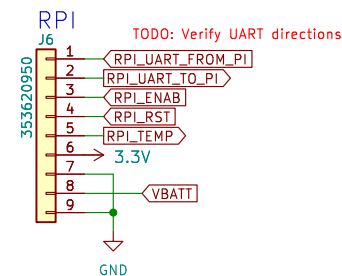 RPI
TODO: Verify UART directions
J6
353620950
1 RPI_UART_FROM_PI
2 RPI_UART_TO_PI
3 RPI_ENAB
4 RPI_RST
5 RPI_TEMP
6 3.3V
7
8 VBATT
9
GND